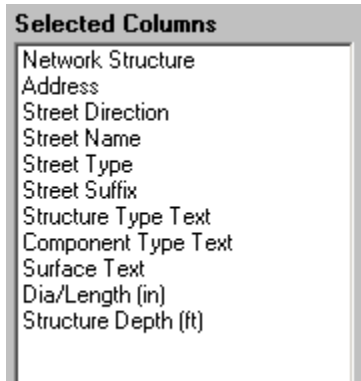 Selected Columns
Network Structure
Address
Street Direction
Street Name
Street Type
Street Suffix
Structure Type Text
Component Type Text
Surface Text
Dia/Length (in)
Structure Depth (ft)